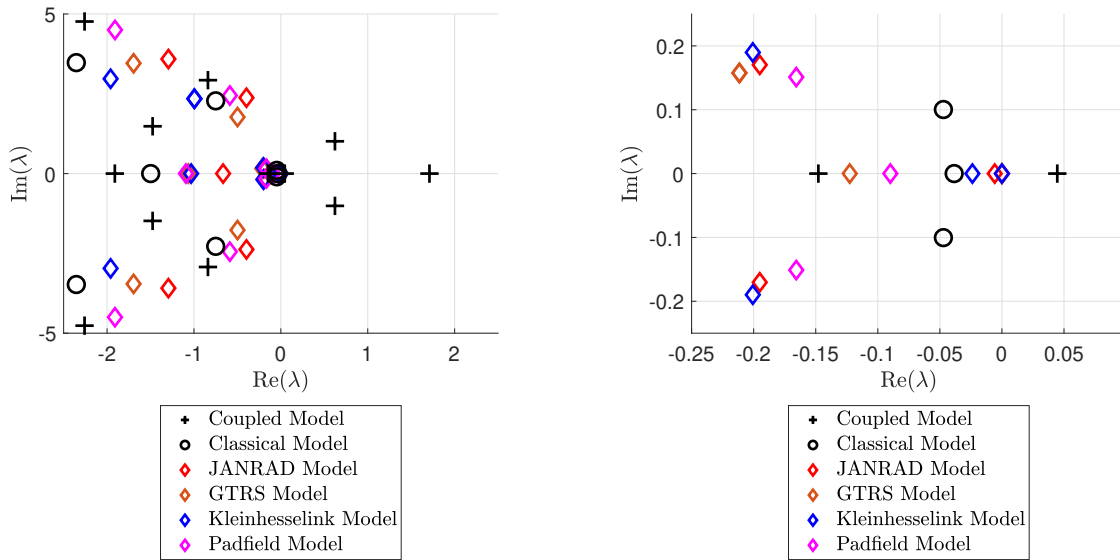 5
0
-5
Im(λ)
-2 -1 0 1 2
Re(λ)
Coupled Model
Classical Model
JANRAD Model
GTRS Model
Kleinhesselink Model
Padfield Model
0.2
0.1
0
-0.1
-0.2
Im(λ)
-0.25 -0.2 -0.15 -0.1 -0.05 0 0.05
Re(λ)
Coupled Model
Classical Model
JANRAD Model
GTRS Model
Kleinhesselink Model
Padfield Model